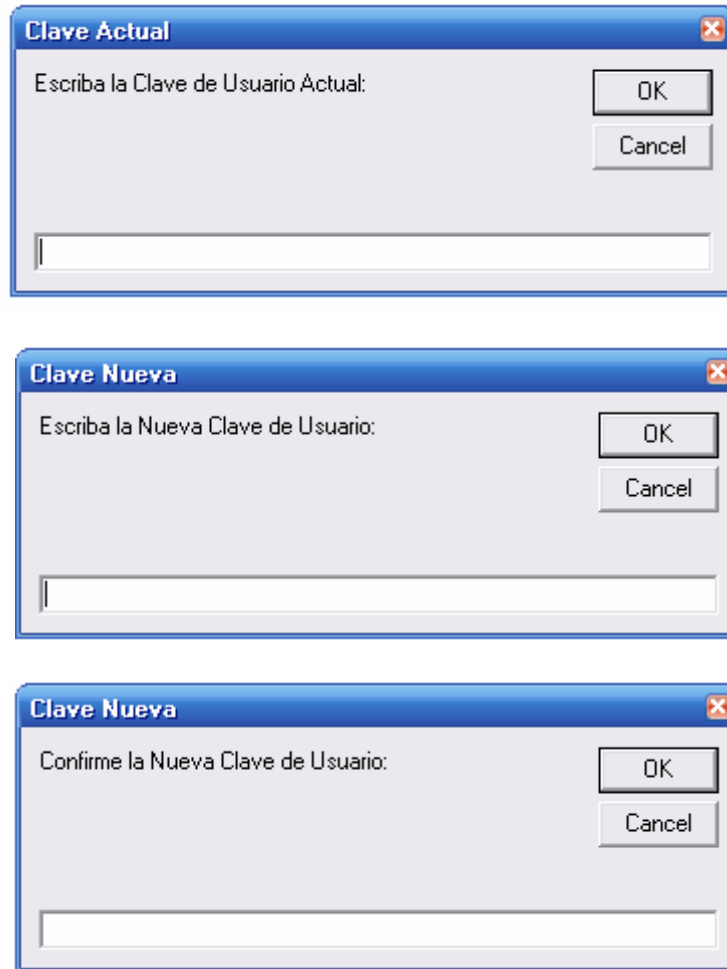 Clave Actual
Escriba la Clave de Usuario Actual:
OK
Cancel
Clave Nueva
Escriba la Nueva Clave de Usuario:
OK
Cancel
Clave Nueva
Confirme la Nueva Clave de Usuario:
OK
Cancel